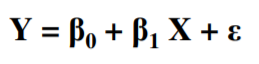 Y = β₀ + β₁ X + ε